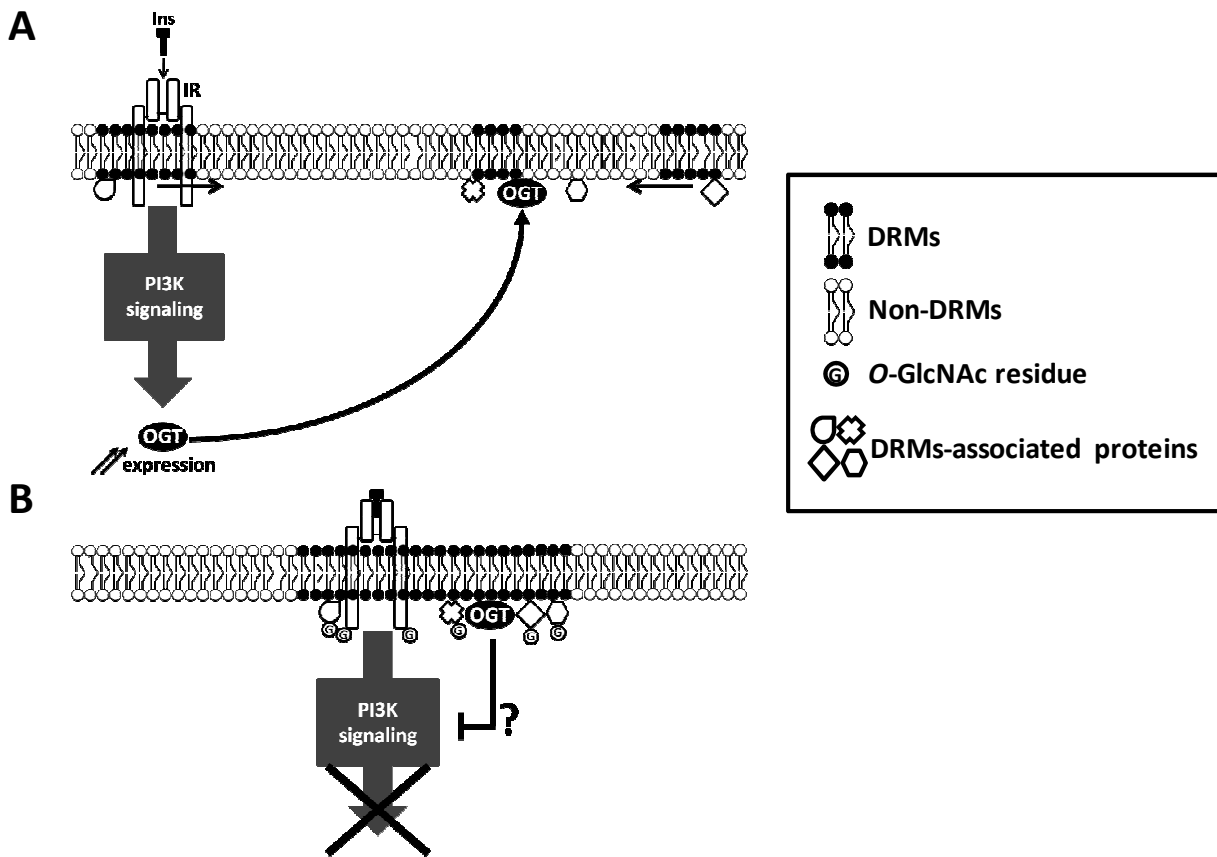 A
Ins
IR
OGT
PI3K
signaling
OGT
expression
DRMs
Non-DRMs
G O-GlcNAc residue
DRMs-associated proteins
B
OGT
G G G G G G
PI3K
signaling
?